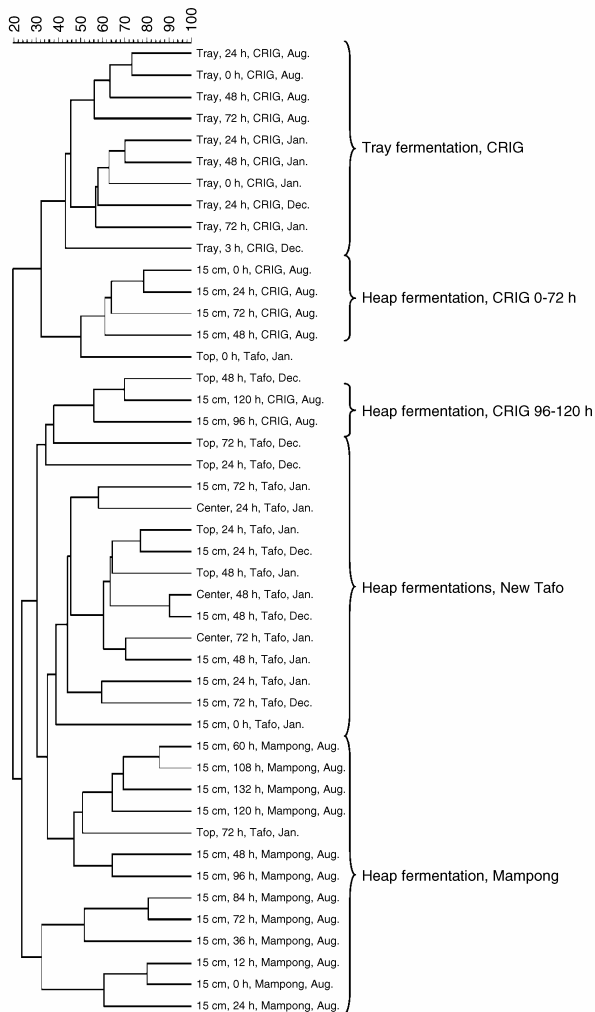 20 30 40 50 60 70 80 90 100
Tray, 24 h, CRIG, Aug.
Tray, 0 h, CRIG, Aug.
Tray, 48 h, CRIG, Aug.
Tray, 72 h, CRIG, Aug.
Tray, 24 h, CRIG, Jan.
Tray, 48 h, CRIG, Jan.
Tray, 0 h, CRIG, Jan.
Tray, 24 h, CRIG, Dec.
Tray, 72 h, CRIG, Jan.
Tray, 3 h, CRIG, Dec.
Tray fermentation, CRIG
15 cm, 0 h, CRIG, Aug.
15 cm, 24 h, CRIG, Aug.
15 cm, 72 h, CRIG, Aug.
15 cm, 48 h, CRIG, Aug.
Heap fermentation, CRIG 0-72 h
Top, 0 h, Tafo, Jan.
Top, 48 h, Tafo, Dec.
15 cm, 120 h, CRIG, Aug.
15 cm, 96 h, CRIG, Aug.
Heap fermentation, CRIG 96-120 h
Top, 72 h, Tafo, Dec.
Top, 24 h, Tafo, Dec.
15 cm, 72 h, Tafo, Jan.
Center, 24 h, Tafo, Jan.
Top, 24 h, Tafo, Jan.
15 cm, 24 h, Tafo, Dec.
Top, 48 h, Tafo, Jan.
Center, 48 h, Tafo, Jan.
15 cm, 48 h, Tafo, Dec.
Center, 72 h, Tafo, Jan.
15 cm, 48 h, Tafo, Jan.
15 cm, 24 h, Tafo, Jan.
15 cm, 72 h, Tafo, Dec.
15 cm, 0 h, Tafo, Jan.
Heap fermentations, New Tafo
15 cm, 60 h, Mampong, Aug.
15 cm, 108 h, Mampong, Aug.
15 cm, 132 h, Mampong, Aug.
15 cm, 120 h, Mampong, Aug.
Top, 72 h, Tafo, Jan.
15 cm, 48 h, Mampong, Aug.
15 cm, 96 h, Mampong, Aug.
15 cm, 84 h, Mampong, Aug.
15 cm, 72 h, Mampong, Aug.
15 cm, 36 h, Mampong, Aug.
15 cm, 12 h, Mampong, Aug.
15 cm, 0 h, Mampong, Aug.
15 cm, 24 h, Mampong, Aug.
Heap fermentation, Mampong